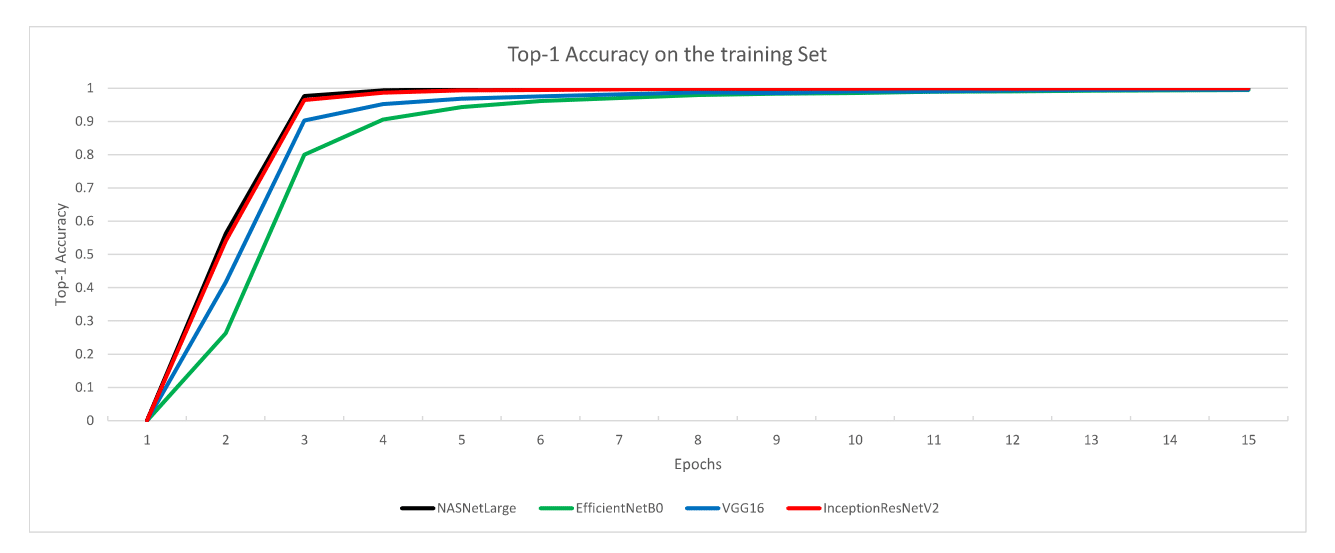 Top-1 Accuracy on the training Set
1
0.9
0.8
0.7
0.6
0.5
0.4
0.3
0.2
0.1
0
Top-1 Accuracy
1 2 3 4 5 6 7 8 9 10 11 12 13 14 15
Epochs
NASNetLarge EfficientNetB0 VGG16 InceptionResNetV2